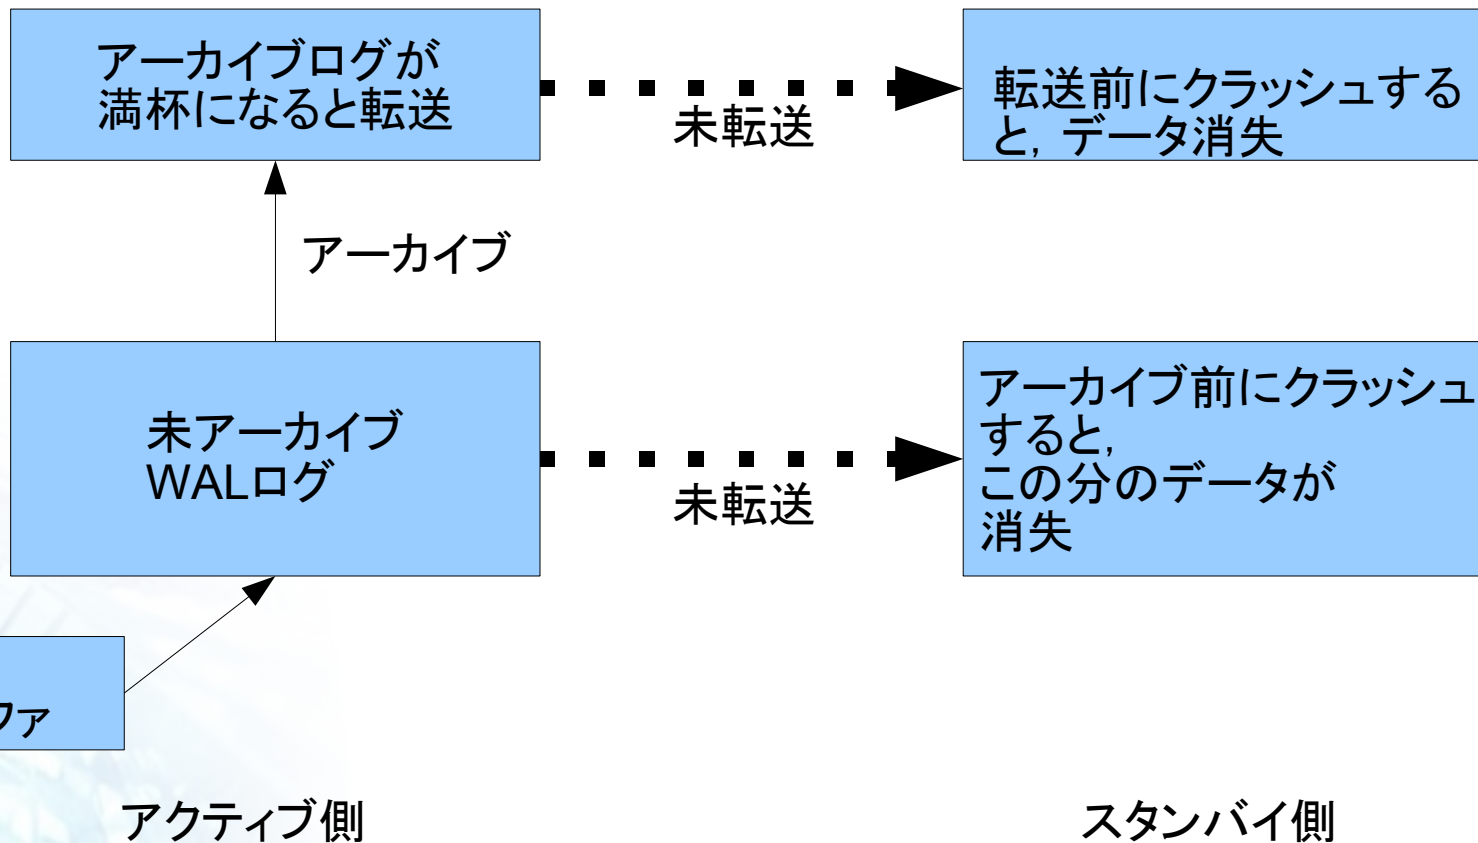 アーカイブログが
満杯になると転送
未転送
転送前にクラッシュする
と, データ消失
アーカイブ
未アーカイブ
WALログ
未転送
アーカイブ前にクラッシュ
すると,
この分のデータが
消失
ファ
アクティブ側
スタンバイ側